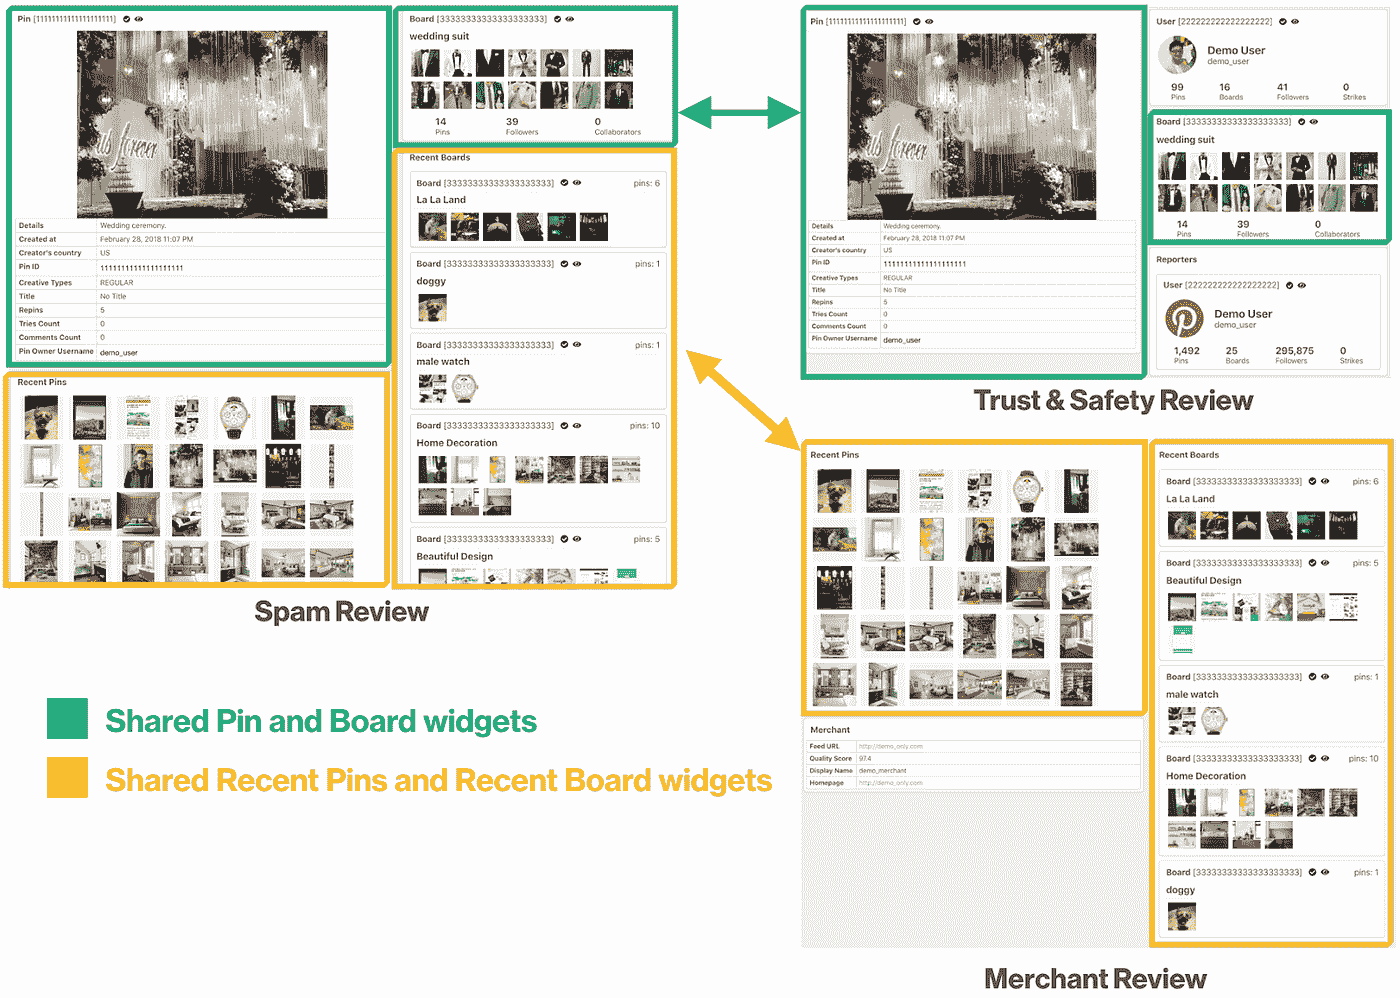 Pin [1111111111111111111]
Details Wedding ceremony.
Created at February 28, 2018 11:07 PM
Creator's country US
Pin ID 1111111111111111111
Creative Types REGULAR
Title No Title
Repins 5
Tries Count 0
Comments Count 0
Pin Owner Username demo_user
Recent Pins
Board [3333333333333333333]
wedding suit
14 39 0
Pins Followers Collaborators
Recent Boards
Board [3333333333333333333] pins: 6
La La Land
Board [3333333333333333333] pins: 1
doggy
Board [3333333333333333333] pins: 1
male watch
Board [3333333333333333333] pins: 10
Home Decoration
Board [3333333333333333333] pins: 5
Beautiful Design
Spam Review
Pin [1111111111111111111]
Details Wedding ceremony.
Created at February 28, 2018 11:07 PM
Creator's country US
Pin ID 1111111111111111111
Creative Types REGULAR
Title No Title
Repins 5
Tries Count 0
Comments Count 0
Pin Owner Username demo_user
User [222222222222222222]
Demo User
demo_user
99 16 41 0
Pins Boards Followers Strikes
Board [3333333333333333333]
wedding suit
14 39 0
Pins Followers Collaborators
Reporters
User [222222222222222222]
Demo User
demo_user
1,492 25 295,875 0
Pins Boards Followers Strikes
Trust & Safety Review
Recent Pins
Merchant
Feed URL http://demo_only.com
Quality Score 97.4
Display Name demo_merchant
Homepage http://demo_only.com
Recent Boards
Board [3333333333333333333] pins: 6
La La Land
Board [3333333333333333333] pins: 5
Beautiful Design
Board [3333333333333333333] pins: 1
male watch
Board [3333333333333333333] pins: 10
Home Decoration
Board [3333333333333333333] pins: 1
doggy
Merchant Review
Shared Pin and Board widgets
Shared Recent Pins and Recent Board widgets